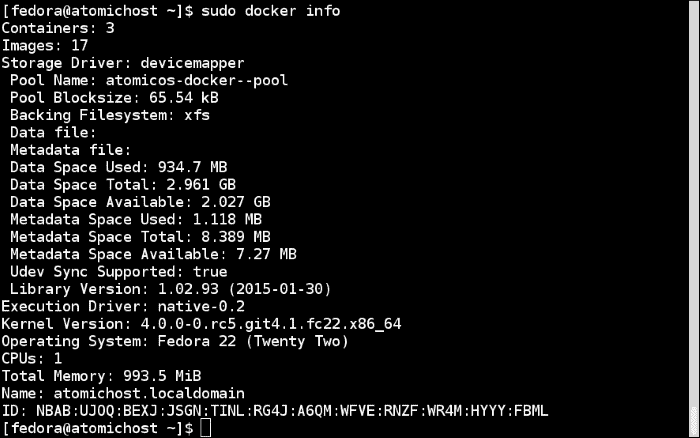 [fedora@atomichost ~]$ sudo docker info
Containers: 3
Images: 17
Storage Driver: devicemapper
 Pool Name: atomicos-docker--pool
 Pool Blocksize: 65.54 kB
 Backing Filesystem: xfs
 Data file:
 Metadata file:
 Data Space Used: 934.7 MB
 Data Space Total: 2.961 GB
 Data Space Available: 2.027 GB
 Metadata Space Used: 1.118 MB
 Metadata Space Total: 8.389 MB
 Metadata Space Available: 7.27 MB
 Udev Sync Supported: true
 Library Version: 1.02.93 (2015-01-30)
Execution Driver: native-0.2
Kernel Version: 4.0.0-0.rc5.git4.1.fc22.x86_64
Operating System: Fedora 22 (Twenty Two)
CPUs: 1
Total Memory: 993.5 MiB
Name: atomichost.localdomain
ID: NBAB:UJOQ:BEXJ:JSGN:TINL:RG4J:A6QM:WFVE:RNZF:WR4M:HYYY:FBML
[fedora@atomichost ~]$